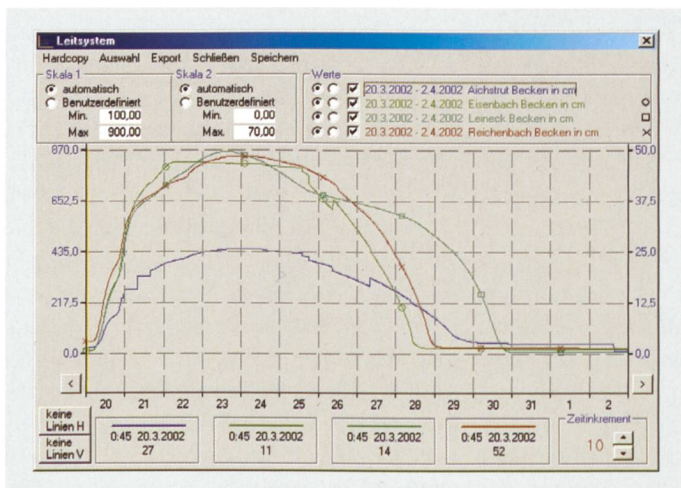 Leitsystem
Hardcopy Auswahl Export Schließen Speichern
Skala 1
automatisch
Benutzerdefiniert
Min. 100,00
Max 900,00
Skala 2
automatisch
Benutzerdefiniert
Min. 0,00
Max. 70,00
Werte
20.3.2002 - 2.4.2002 Aichstrut Becken in cm
20.3.2002 - 2.4.2002 Eisenbach Becken in cm
20.3.2002 - 2.4.2002 Leineck Becken in cm
20.3.2002 - 2.4.2002 Reichenbach Becken in cm
870,0 50,0
652,5 37,5
435,0 25,0
217,5 12,5
0,0 0,0
< >
20 21 22 23 24 25 26 27 28 29 30 31 1 2
keine
Linien H
keine
Linien V
0:45 20.3.2002
27
0:45 20.3.2002
11
0:45 20.3.2002
14
0:45 20.3.2002
52
Zeitinkrement
10